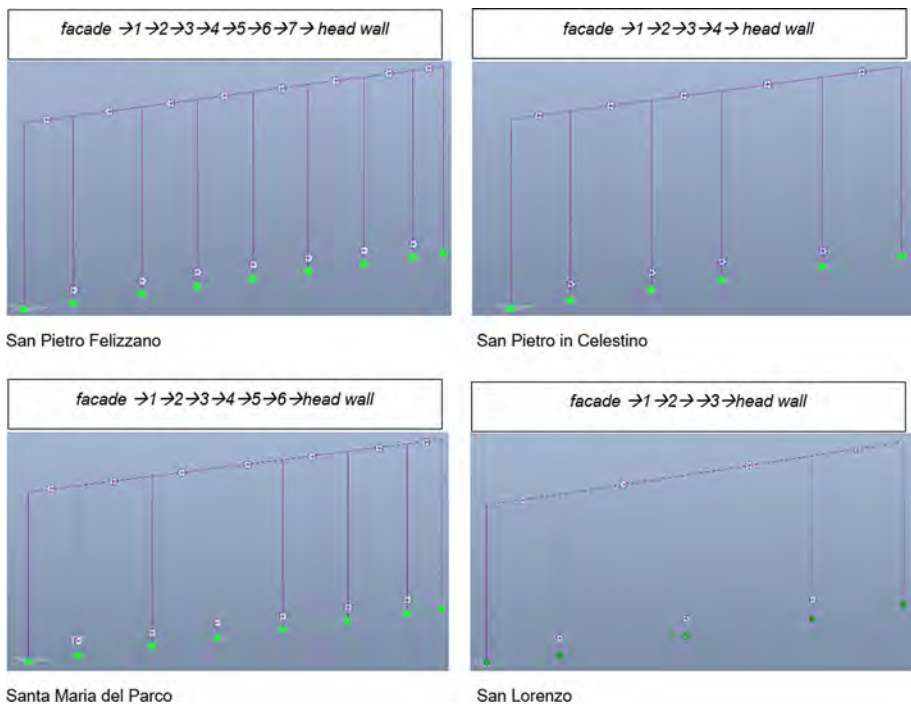 facade →1→2→3→4→5→6→7→ head wall
facade →1→2→3→4→ head wall
San Pietro Felizzano
San Pietro in Celestino
facade →1→2→3→4→5→6→head wall
facade →1→2→ →3→head wall
Santa Maria del Parco
San Lorenzo